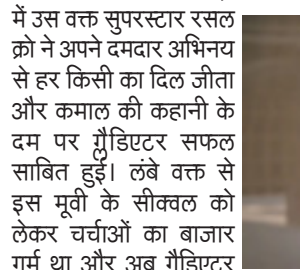 में उस वक्त सुपरस्टार रसल
क्रो ने अपने दमदार अभिनय
से हर किसी का दिल जीता
और कमाल की कहानी के
दम पर ग्लैडिएटर सफल
साबित हुई। लंबे वक्त से
इस मूवी के सीक्वल को
लेकर चर्चाओं का बाजार
गर्म था और अब ग्लैडिएटर